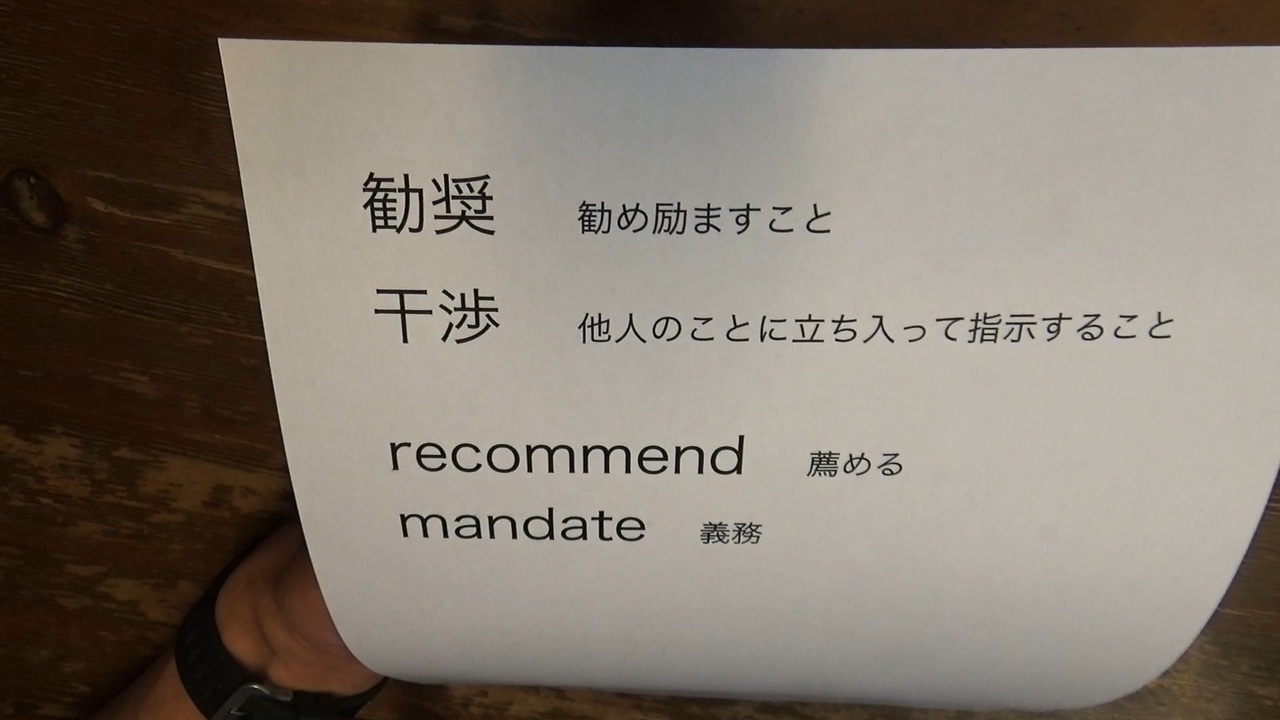 勧奨 勧め励ますこと
干渉 他人のことに立ち入って指示すること
recommend 薦める
mandate 義務